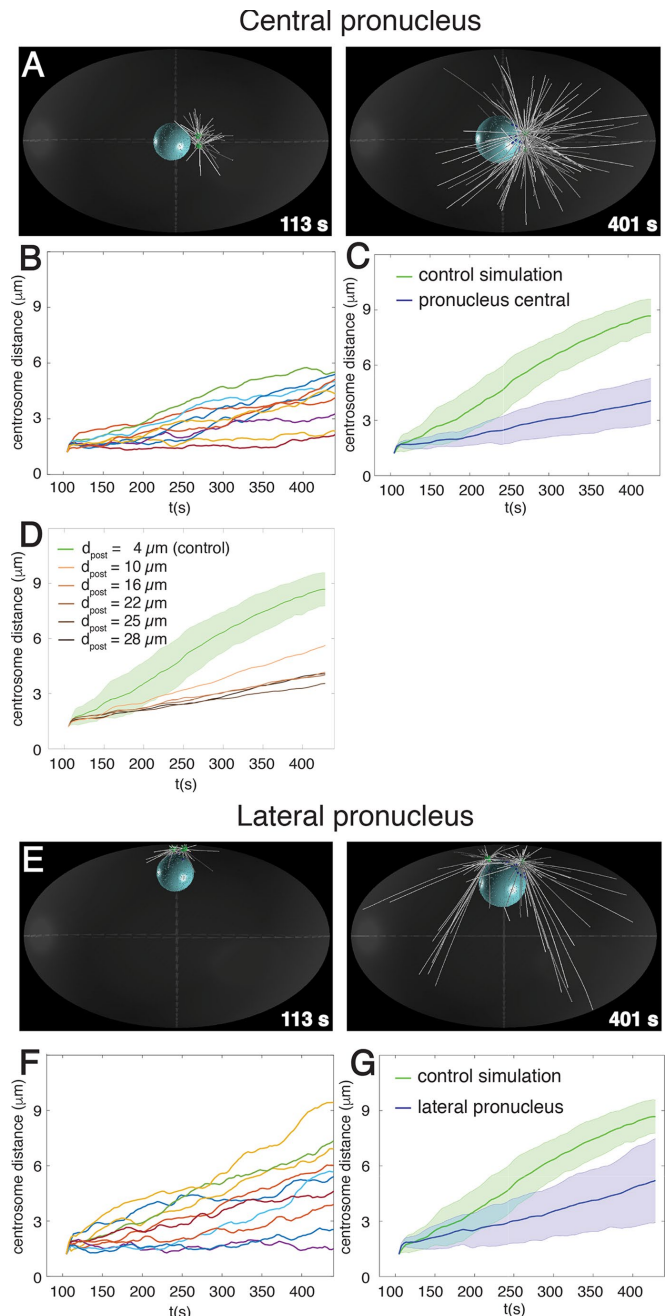 Central pronucleus
A
113 s
401 s
B
centrosome distance (μm)
9
6
3
0
100 150 200 250 300 350 400
t(s)
C
control simulation
pronucleus central
centrosome distance (μm)
9
6
3
0
100 150 200 250 300 350 400
t(s)
D
d_post = 4 μm (control)
d_post = 10 μm
d_post = 16 μm
d_post = 22 μm
d_post = 25 μm
d_post = 28 μm
centrosome distance (μm)
9
6
3
0
100 150 200 250 300 350 400
t(s)
Lateral pronucleus
E
113 s
401 s
F
centrosome distance (μm)
9
6
3
0
100 150 200 250 300 350 400
t(s)
G
control simulation
lateral pronucleus
centrosome distance (μm)
9
6
3
0
100 150 200 250 300 350 400
t(s)